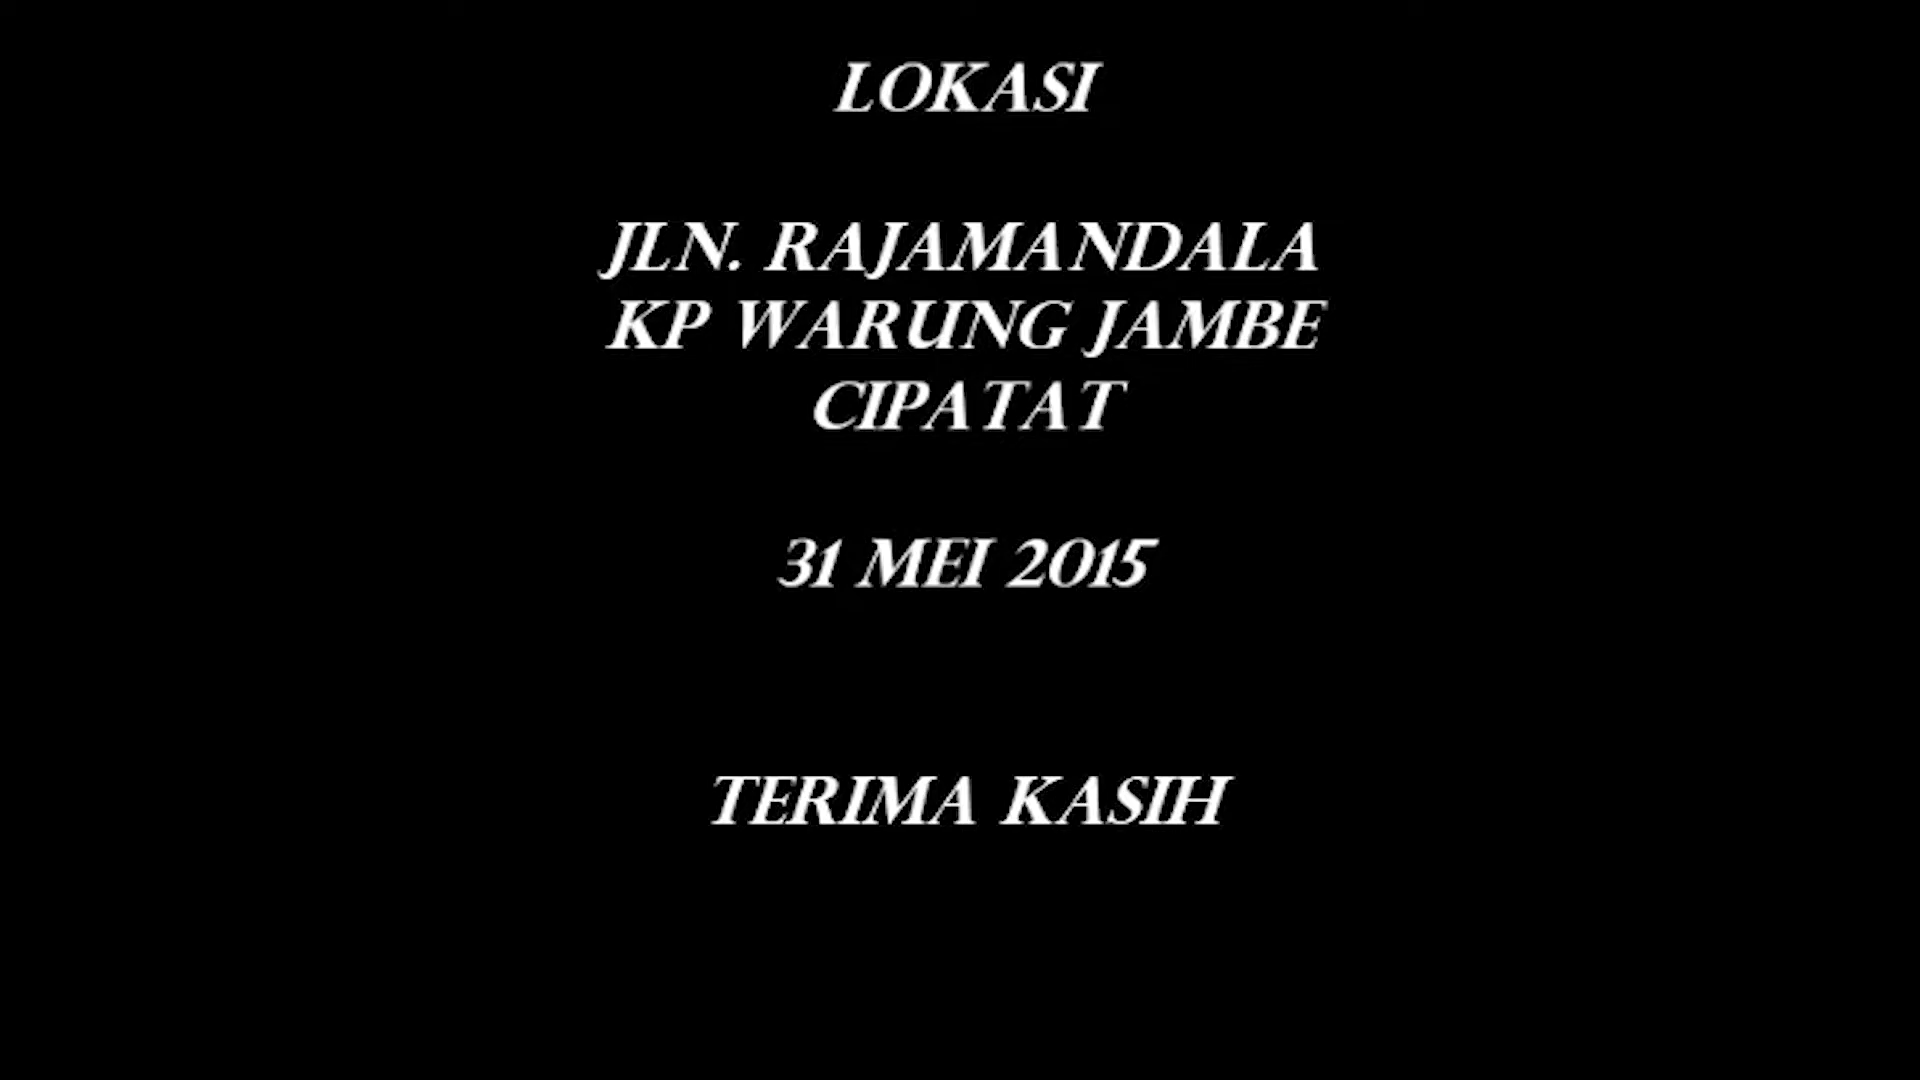 LOKASI
JLN. RAJAMANDALA
KP WARUNG JAMBE
CIPATAT
31 MEI 2015
TERIMA KASIH